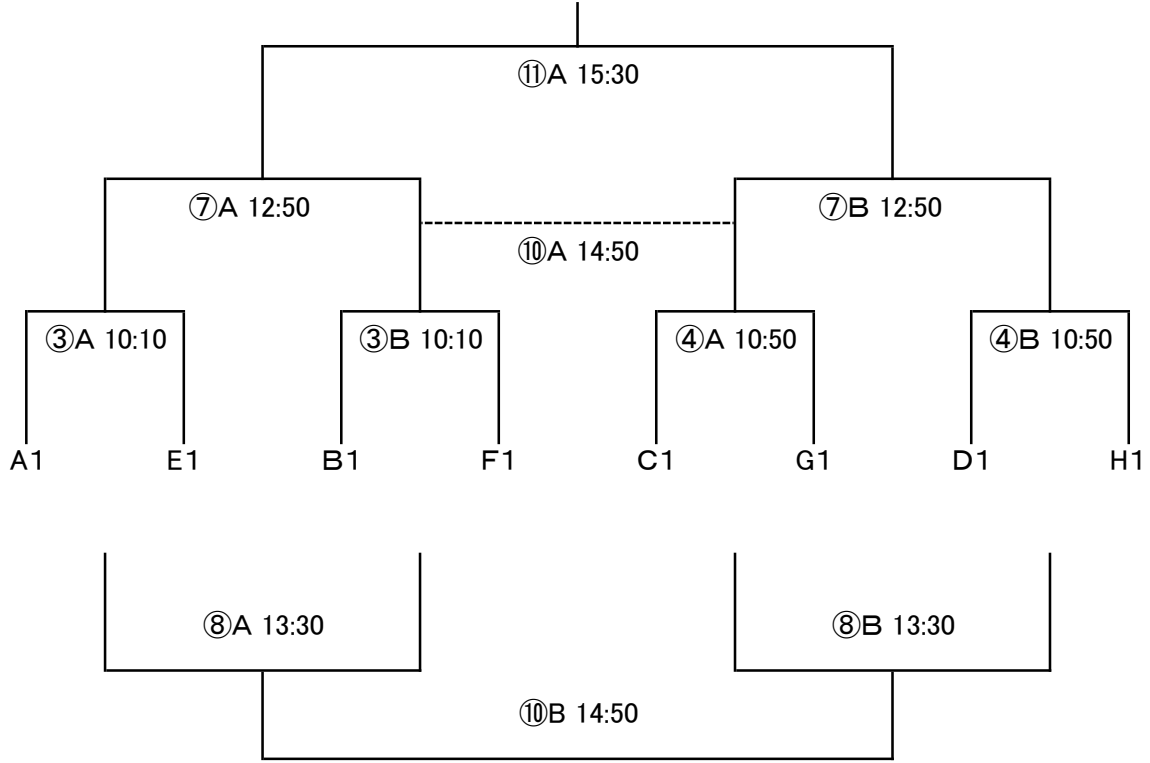 ⑪A 15:30
⑦A 12:50
⑦B 12:50
⑩A 14:50
③A 10:10
③B 10:10
④A 10:50
④B 10:50
A1
E1
B1
F1
C1
G1
D1
H1
⑧A 13:30
⑧B 13:30
⑩B 14:50